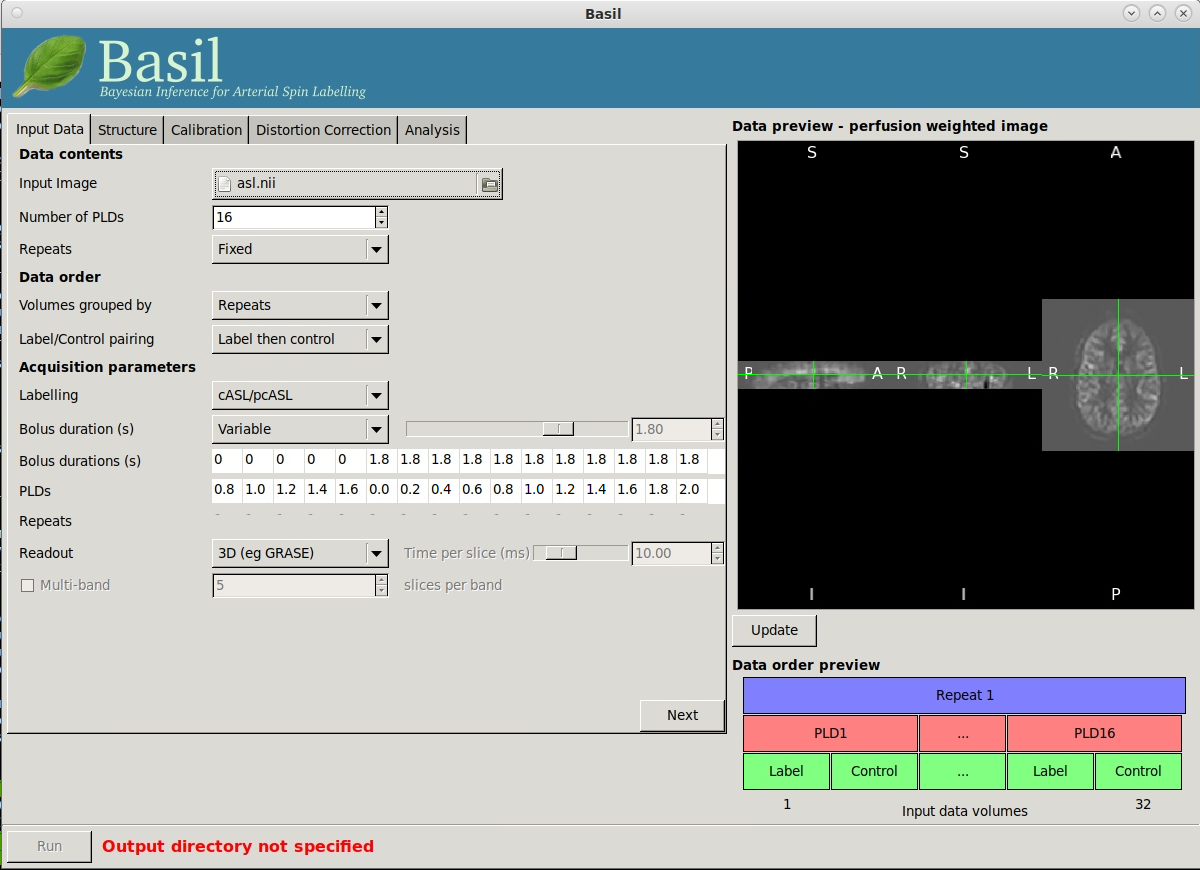 Basil
Basil
Bayesian Inference for Arterial Spin Labelling
Input Data Structure Calibration Distortion Correction Analysis
Data contents
Input Image asl.nii
Number of PLDs 16
Repeats Fixed
Data order
Volumes grouped by Repeats
Label/Control pairing Label then control
Acquisition parameters
Labelling cASL/pcASL
Bolus duration (s) Variable 1.80
Bolus durations (s) 0 0 0 0 0 1.8 1.8 1.8 1.8 1.8 1.8 1.8 1.8 1.8 1.8 1.8
PLDs 0.8 1.0 1.2 1.4 1.6 0.0 0.2 0.4 0.6 0.8 1.0 1.2 1.4 1.6 1.8 2.0
Repeats - - - - - - - - - - - - - - - -
Readout 3D (eg GRASE) Time per slice (ms) 10.00
Multi-band 5 slices per band
Next
Data preview - perfusion weighted image
S S A
P A R L R L
I I P
Update
Data order preview
Repeat 1
PLD1 ... PLD16
Label Control ... Label Control
1 Input data volumes 32
Run Output directory not specified